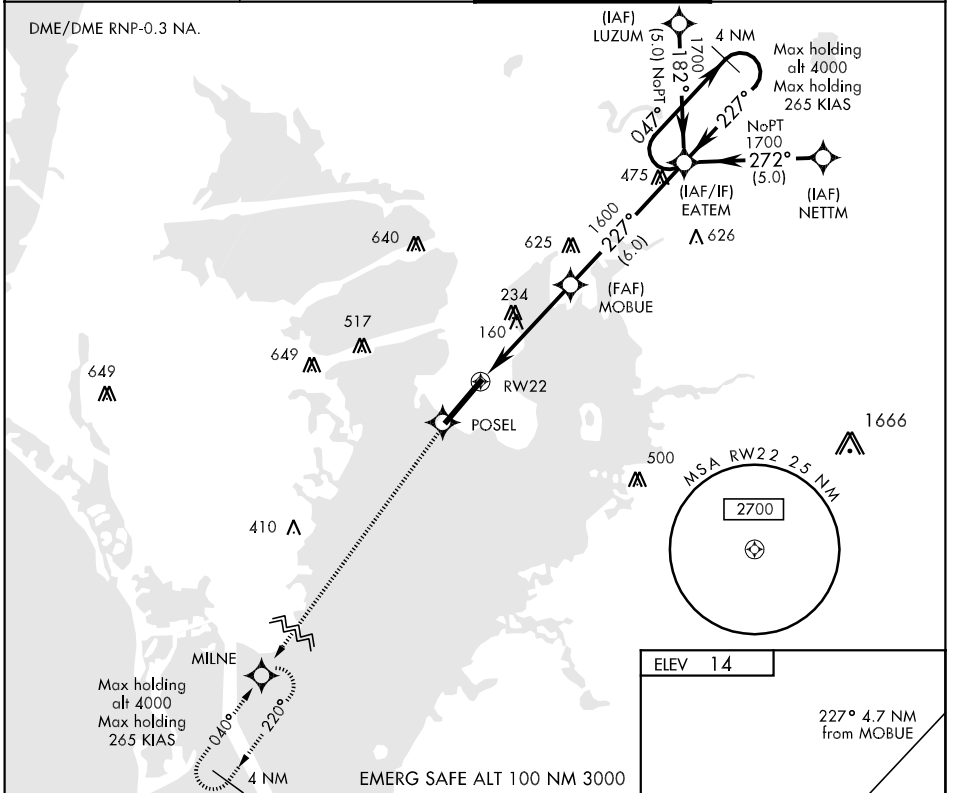 DME/DME RNP-0.3 NA.
(IAF)
LUZUM
1700
182°
(5.0) NoPT
4 NM
Max holding
alt 4000
Max holding
265 KIAS
047°
227°
NoPT
1700
272°
(5.0)
(IAF)
NETTM
475
(IAF/IF)
EATEM
626
1600
227°
(6.0)
640
625
(FAF)
MOBUE
234
160
517
649
649
RW22
POSEL
1666
500
MSA RW22 25 NM
2700
410
MILNE
Max holding
alt 4000
Max holding
265 KIAS
040°
220°
4 NM
EMERG SAFE ALT 100 NM 3000
ELEV 14
227° 4.7 NM
from MOBUE